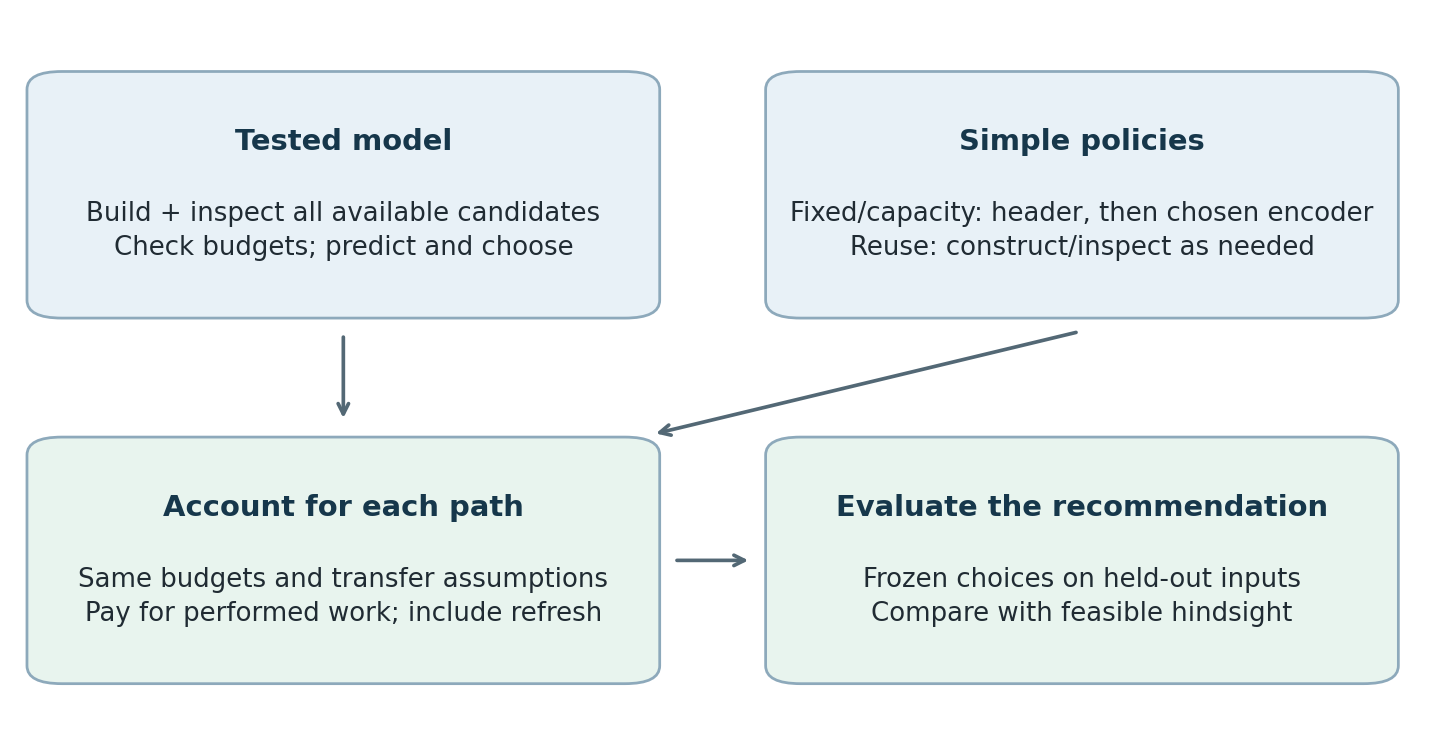 Tested model
Build + inspect all available candidates
Check budgets; predict and choose
Simple policies
Fixed/capacity: header, then chosen encoder
Reuse: construct/inspect as needed
Account for each path
Same budgets and transfer assumptions
Pay for performed work; include refresh
Evaluate the recommendation
Frozen choices on held-out inputs
Compare with feasible hindsight